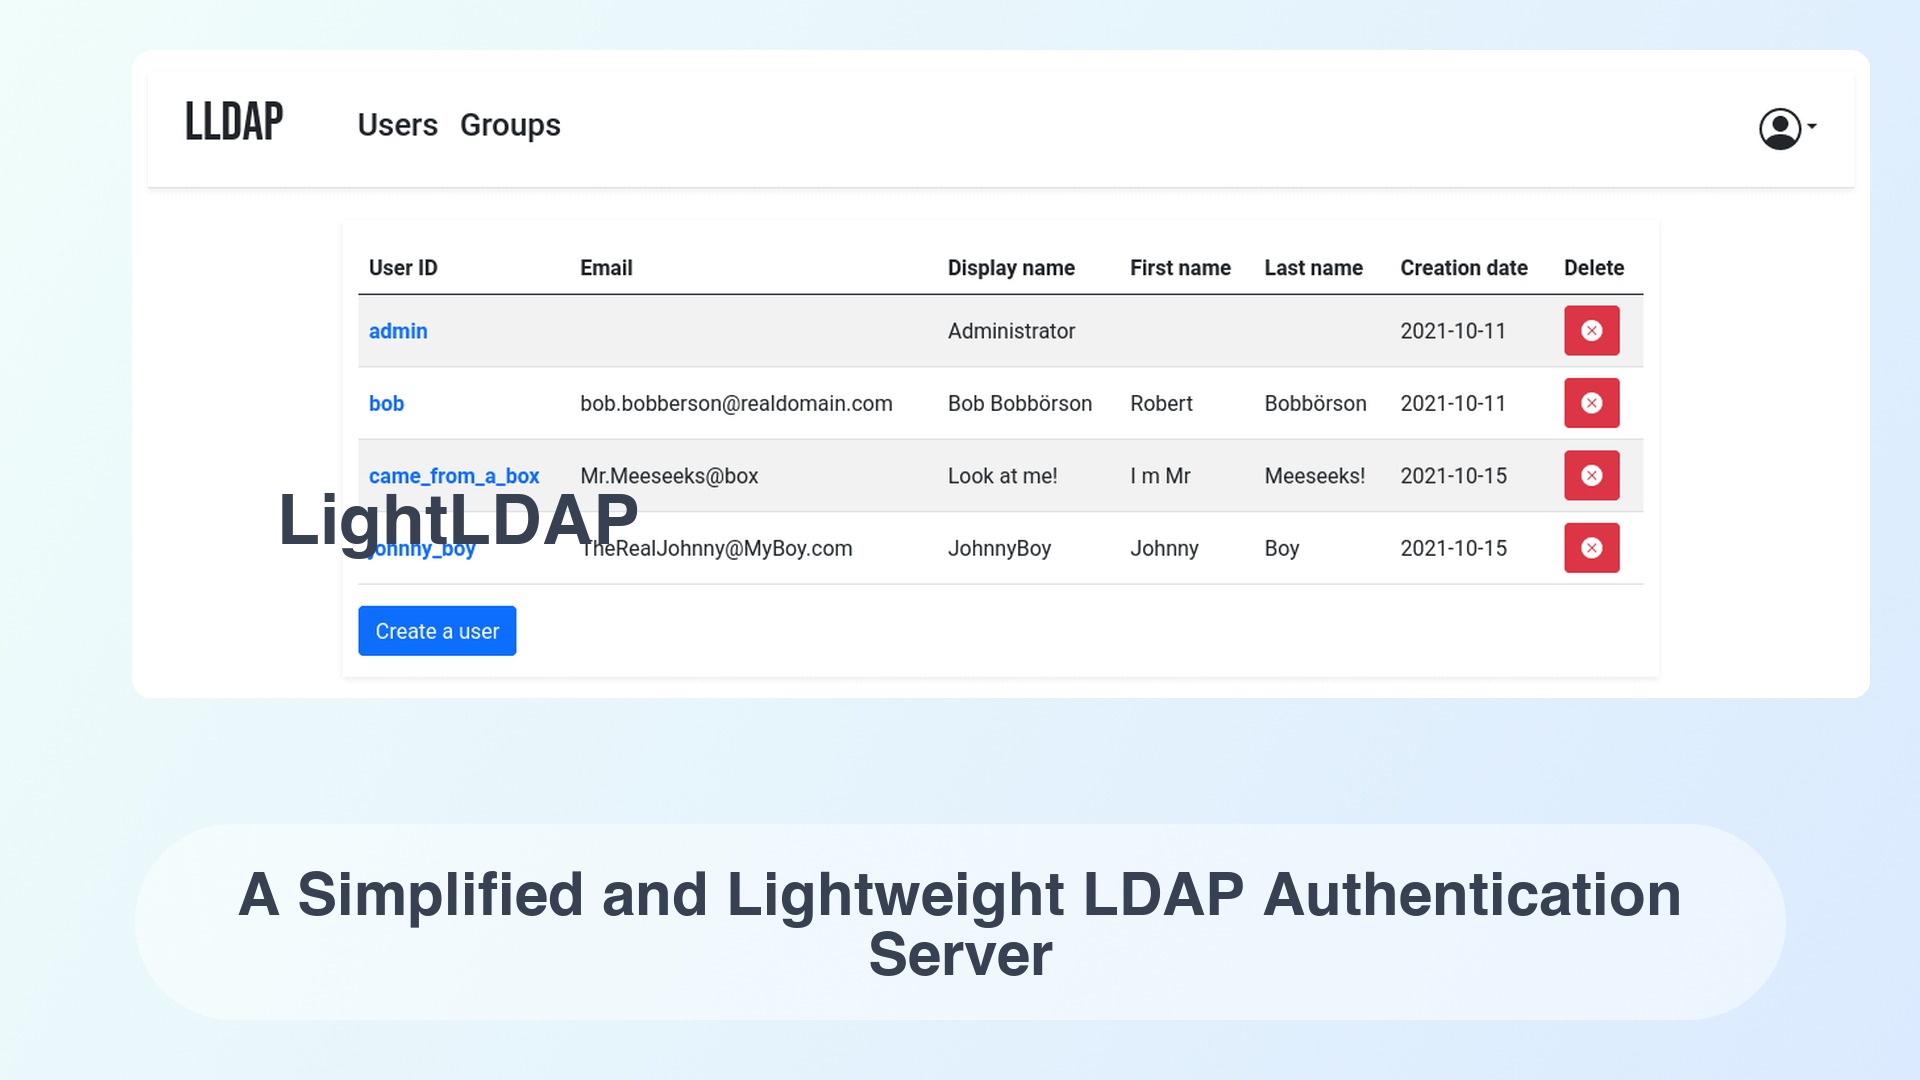 LLDAP Users Groups
User ID Email Display name First name Last name Creation date Delete
admin Administrator 2021-10-11
bob bob.bobberson@realdomain.com Bob Bobbörson Robert Bobbörson 2021-10-11
came_from_a_box Mr.Meeseeks@box Look at me! I m Mr Meeseeks! 2021-10-15
LightLDAP
johnny_boy TheRealJohnny@MyBoy.com JohnnyBoy Johnny Boy 2021-10-15
Create a user
A Simplified and Lightweight LDAP Authentication
Server